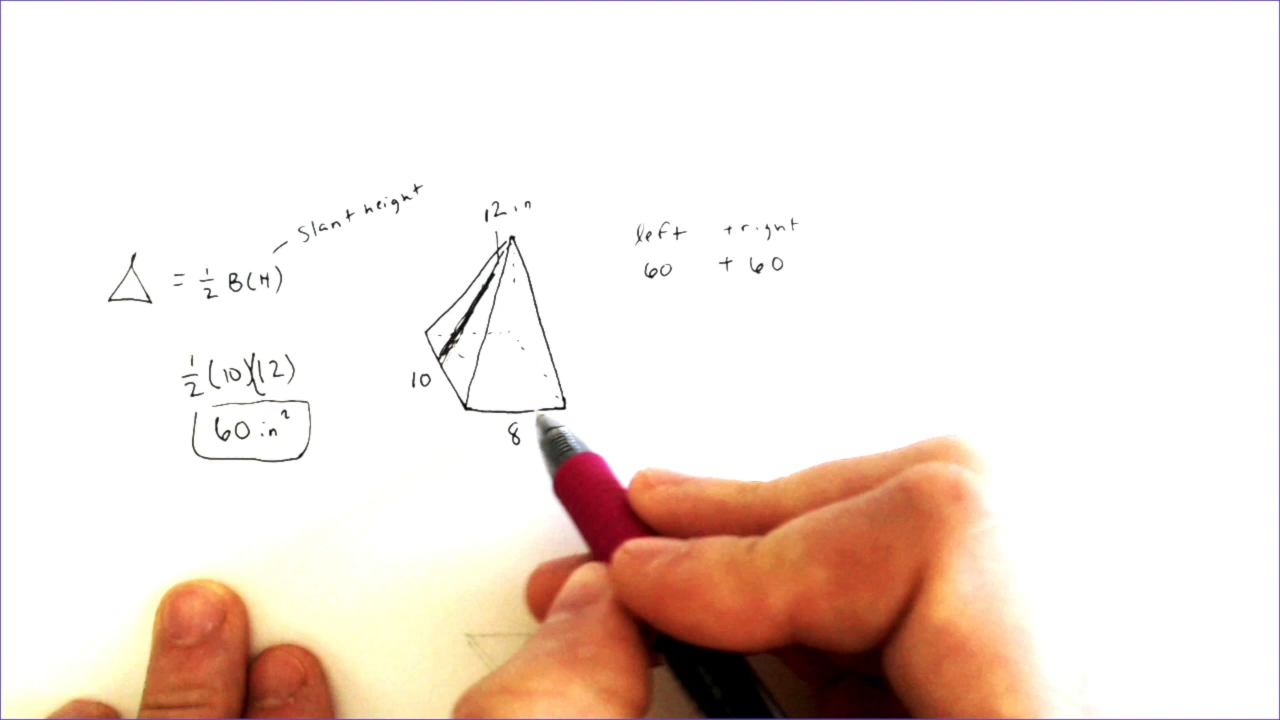 slant height
= 1/2 B(H)
1/2 (10)(12)
60 in²
12 in
10
8
left + right
60 + 60